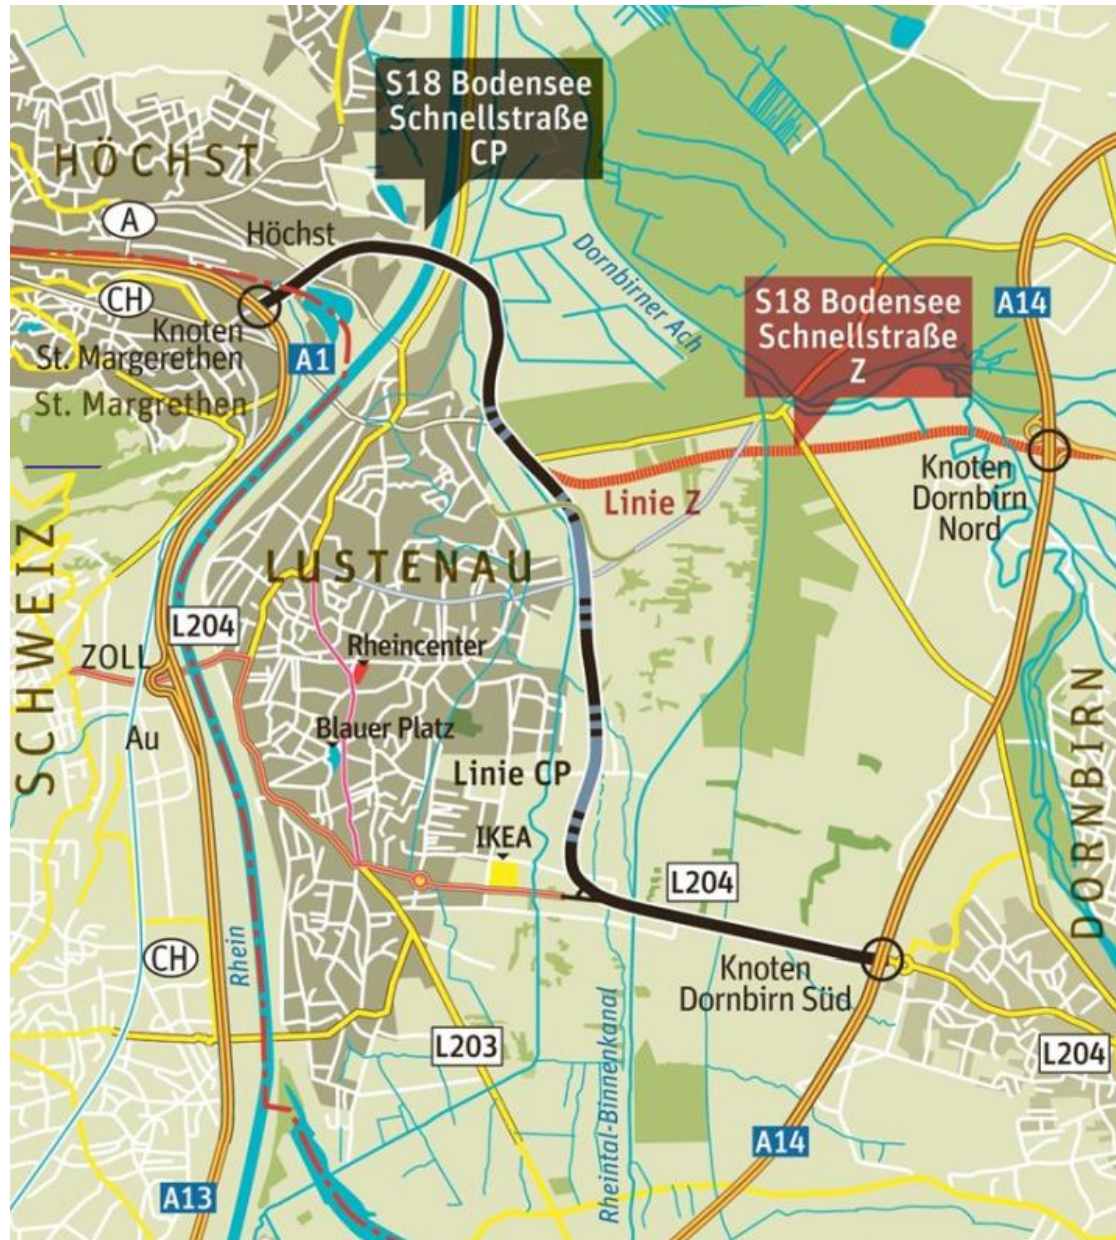 S18 Bodensee
Schnellstraße
CP
HÖCHST
A
Höchst
CH
Knoten
St. Margerethen
A1
St. Margrethen
Dornbirner Ach
S18 Bodensee
Schnellstraße
Z
A14
Knoten
Dornbirn
Nord
Linie Z
SCHWEIZ
LUSTENAU
L204
ZOLL
Rheincenter
Au
Blauer Platz
Linie CP
IKEA
L204
DORNBIRN
CH
Rhein
Knoten
Dornbirn Süd
L203
Rheintal-Binnenkanal
L204
A14
A13